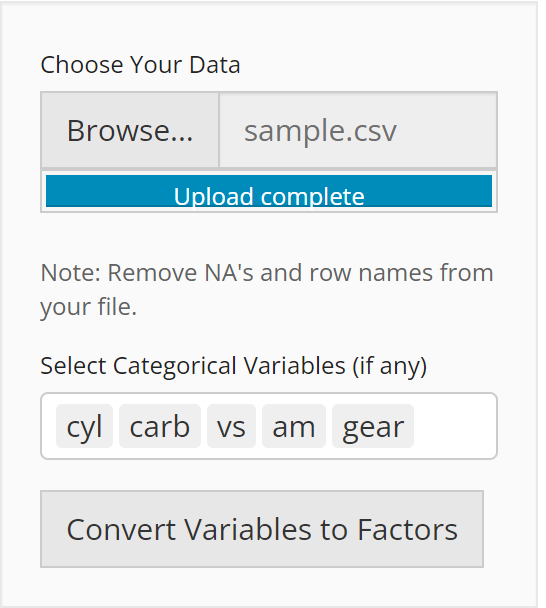 Choose Your Data
Browse... sample.csv
Upload complete
Note: Remove NA's and row names from
your file.
Select Categorical Variables (if any)
cyl carb vs am gear
Convert Variables to Factors